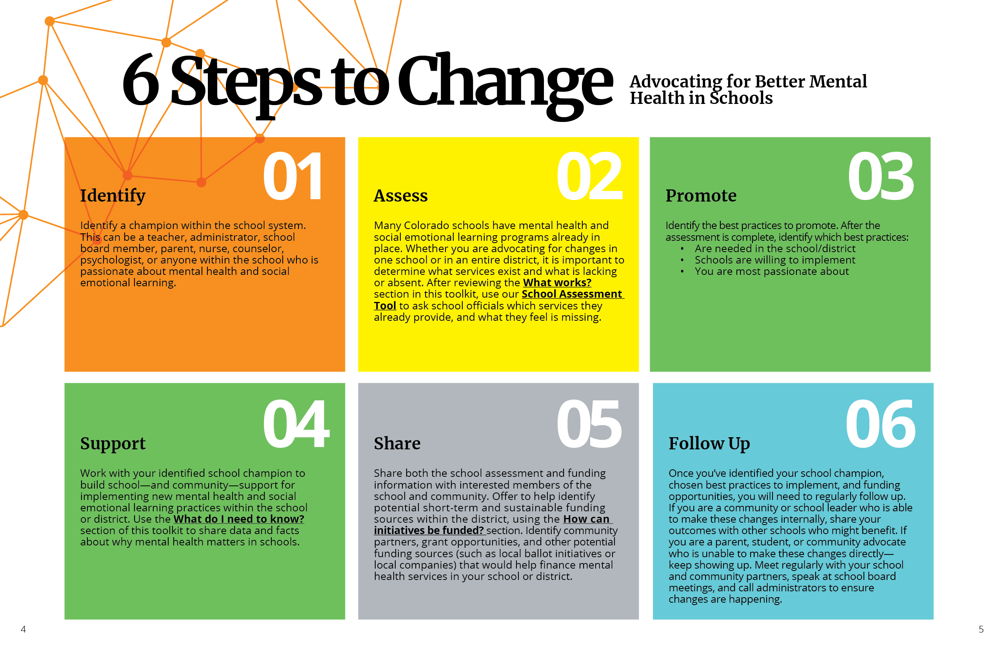 6 Steps to Change
Advocating for Better Mental
Health in Schools
01
Identify
Identify a champion within the school system.
This can be a teacher, administrator, school
board member, parent, nurse, counselor,
psychologist, or anyone within the school who is
passionate about mental health and social
emotional learning.
02
Assess
Many Colorado schools have mental health and
social emotional learning programs already in
place. Whether you are advocating for changes in
one school or in an entire district, it is important to
determine what services exist and what is lacking
or absent. After reviewing the What works?
section in this toolkit, use our School Assessment
Tool to ask school officials which services they
already provide, and what they feel is missing.
03
Promote
Identify the best practices to promote. After the
assessment is complete, identify which best practices:
• Are needed in the school/district
• Schools are willing to implement
• You are most passionate about
04
Support
Work with your identified school champion to
build school—and community—support for
implementing new mental health and social
emotional learning practices within the school
or district. Use the What do I need to know?
section of this toolkit to share data and facts
about why mental health matters in schools.
05
Share
Share both the school assessment and funding
information with interested members of the
school and community. Offer to help identify
potential short-term and sustainable funding
sources within the district, using the How can
initiatives be funded? section. Identify community
partners, grant opportunities, and other potential
funding sources (such as local ballot initiatives or
local companies) that would help finance mental
health services in your school or district.
06
Follow Up
Once you’ve identified your school champion,
chosen best practices to implement, and funding
opportunities, you will need to regularly follow up.
If you are a community or school leader who is able
to make these changes internally, share your
outcomes with other schools who might benefit. If
you are a parent, student, or community advocate
who is unable to make these changes directly—
keep showing up. Meet regularly with your school
and community partners, speak at school board
meetings, and call administrators to ensure
changes are happening.
4
5